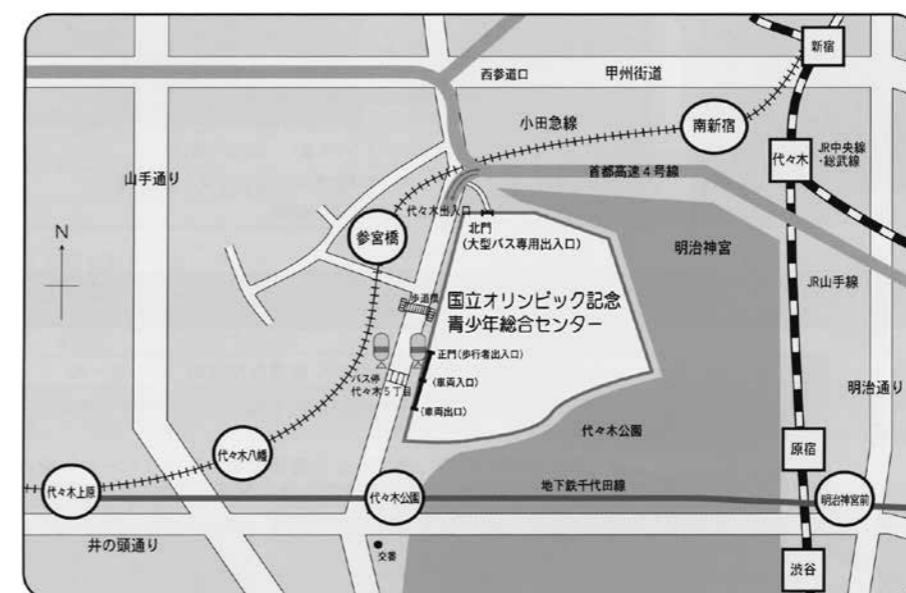 新宿
西参道口
甲州街道
小田急線
南新宿
代々木
JR中央線
・総武線
山手通り
首都高速4号線
代々木出入口
参宮橋
北門
(大型バス専用出入口)
明治神宮
N
JR山手線
歩道橋
国立オリンピック記念
青少年総合センター
正門(歩行者出入口)
バス停
代々木5丁目
(車両入口)
(車両出口)
明治通り
代々木公園
代々木八幡
原宿
代々木上原
代々木公園
地下鉄千代田線
明治神宮前
井の頭通り
交番
渋谷